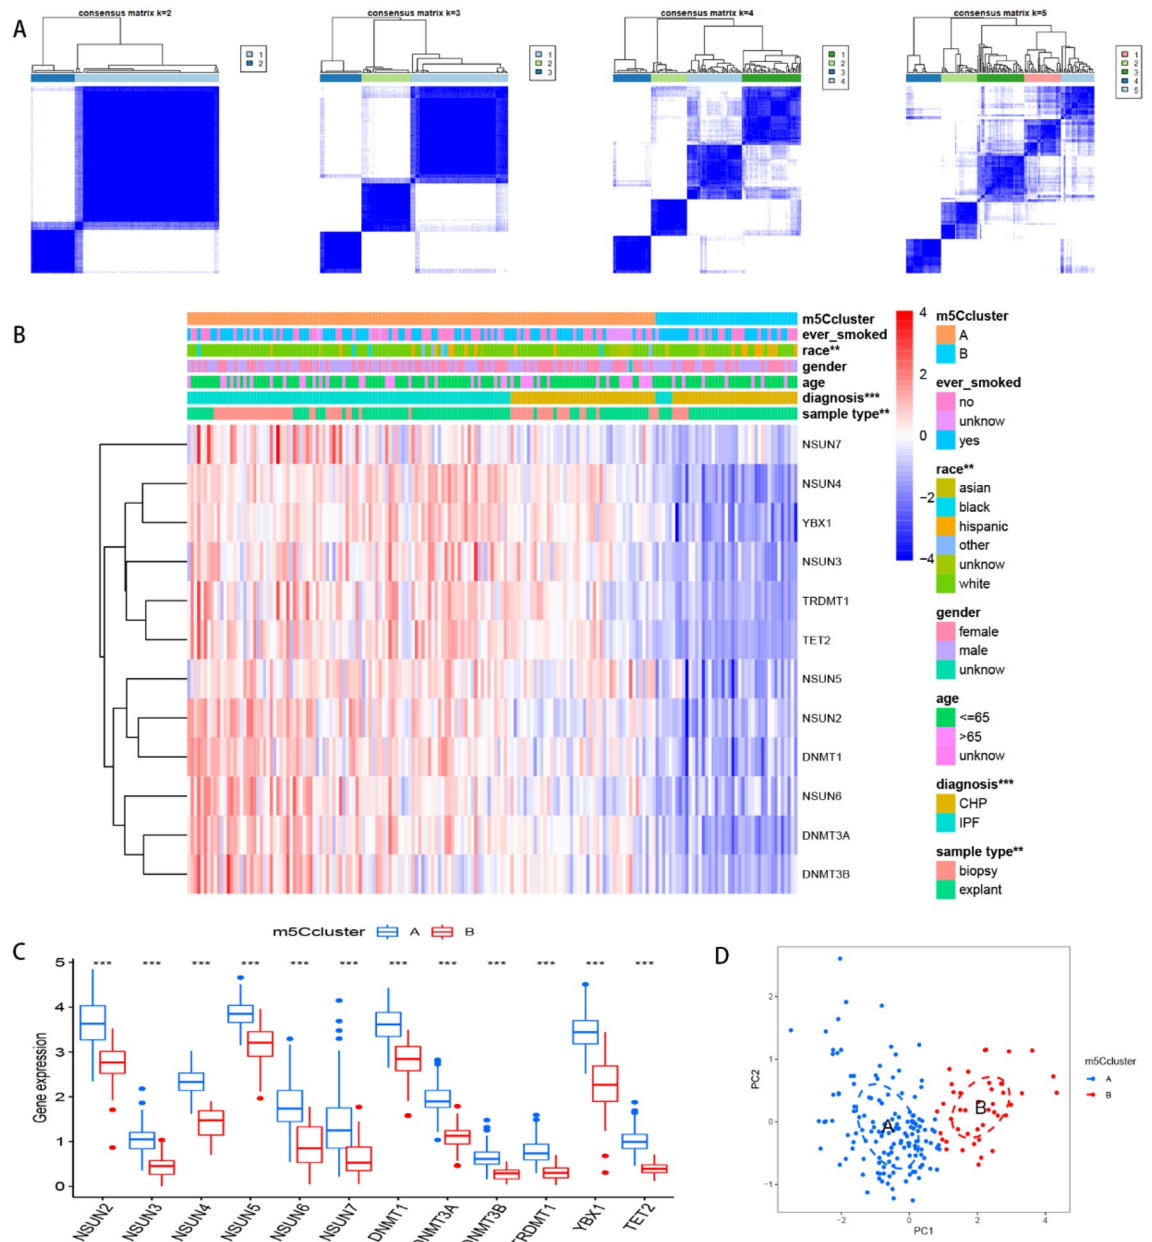 A
consensus matrix k=2
1
2
consensus matrix k=3
1
2
3
consensus matrix k=4
1
2
3
4
consensus matrix k=5
1
2
3
4
5
B
m5Ccluster
ever_smoked
race**
gender
age
diagnosis***
sample type**
NSUN7
NSUN4
YBX1
NSUN3
TRDMT1
TET2
NSUN5
NSUN2
DNMT1
NSUN6
DNMT3A
DNMT3B
4
2
0
−2
−4
m5Ccluster
A
B
ever_smoked
no
unknow
yes
race**
asian
black
hispanic
other
unknow
white
gender
female
male
unknow
age
<=65
>65
unknow
diagnosis***
CHP
IPF
sample type**
biopsy
explant
C
m5Ccluster A B
*** *** *** *** *** *** *** *** *** *** *** ***
Gene expression
5
4
3
2
1
0
NSUN2 NSUN3 NSUN4 NSUN5 NSUN6 NSUN7 DNMT1 DNMT3A DNMT3B TRDMT1 YBX1 TET2
D
PC2
2
1
0
−1
A
B
−2 0 2 4
PC1
m5Ccluster
A
B